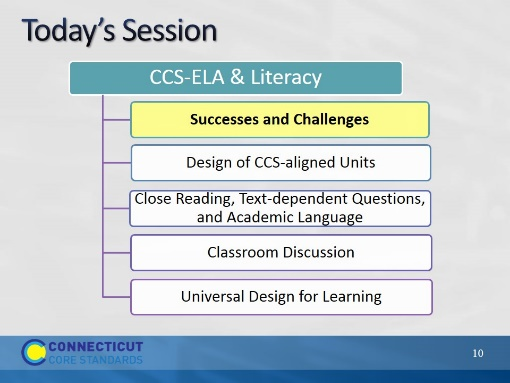 Today's Session
CCS-ELA & Literacy
Successes and Challenges
Design of CCS-aligned Units
Close Reading, Text-dependent Questions,
and Academic Language
Classroom Discussion
Universal Design for Learning
CONNECTICUT
CORE STANDARDS
10